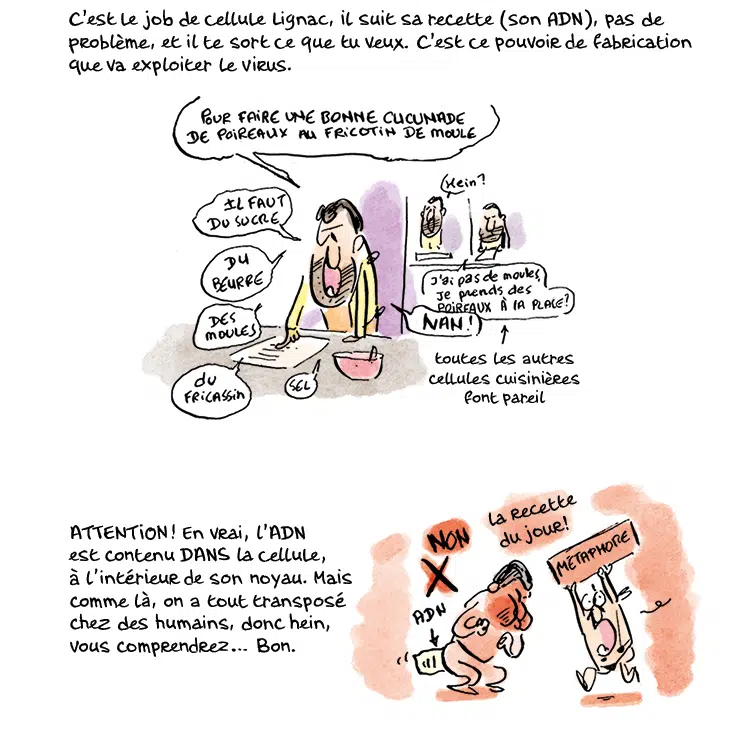 C'est le job de cellule Lignac, il suit sa recette (son ADN), pas de
problème, et il te sort ce que tu veux. C'est ce pouvoir de fabrication
que va exploiter le virus.
POUR FAIRE UNE BONNE CUCUNADE
DE POIREAUX AU FRICOTIN DE MOULE
Hein?
IL FAUT
DU SUCRE
DU
BEURRE
J'ai pas de moules,
je prends des
POIREAUX À LA PLACE?
NAN!
DES
MOULES
toutes les autres
cellules cuisinières
font pareil
DU
FRICASSIN
SEL
ATTENTION! En vrai, l'ADN
est contenu DANS la cellule,
à l'intérieur de son noyau. Mais
comme là, on a tout transposé
chez des humains, donc hein,
vous comprendrez... Bon.
NON
la recette
du jour!
MÉTAPHORE
ADN